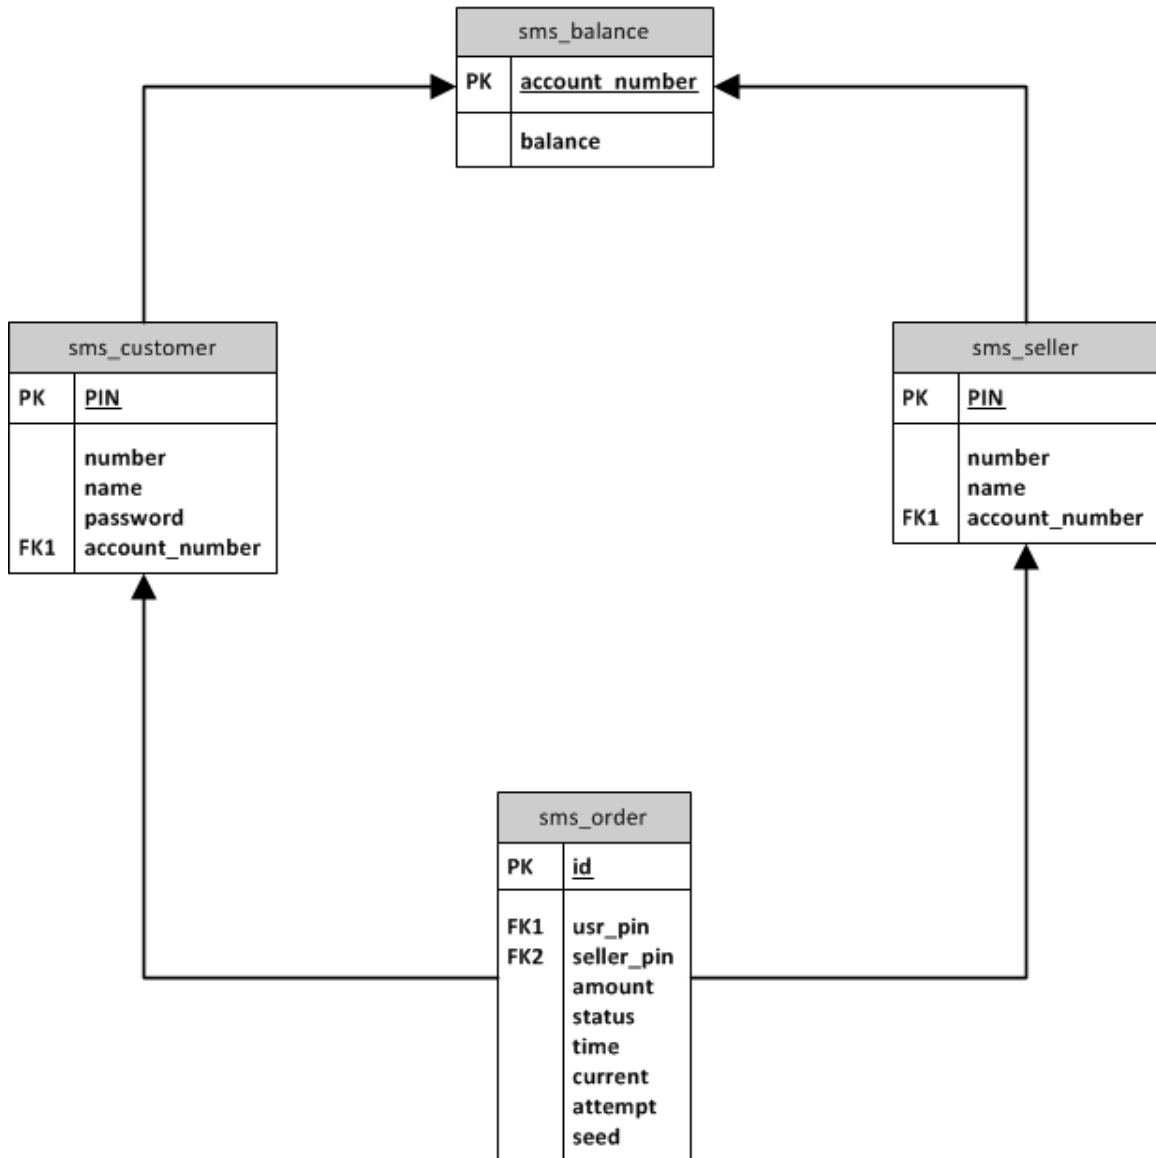 sms_balance
PK account_number
balance
sms_customer
PK PIN
number
name
password
FK1 account_number
sms_seller
PK PIN
number
name
FK1 account_number
sms_order
PK id
FK1 usr_pin
FK2 seller_pin
amount
status
time
current
attempt
seed